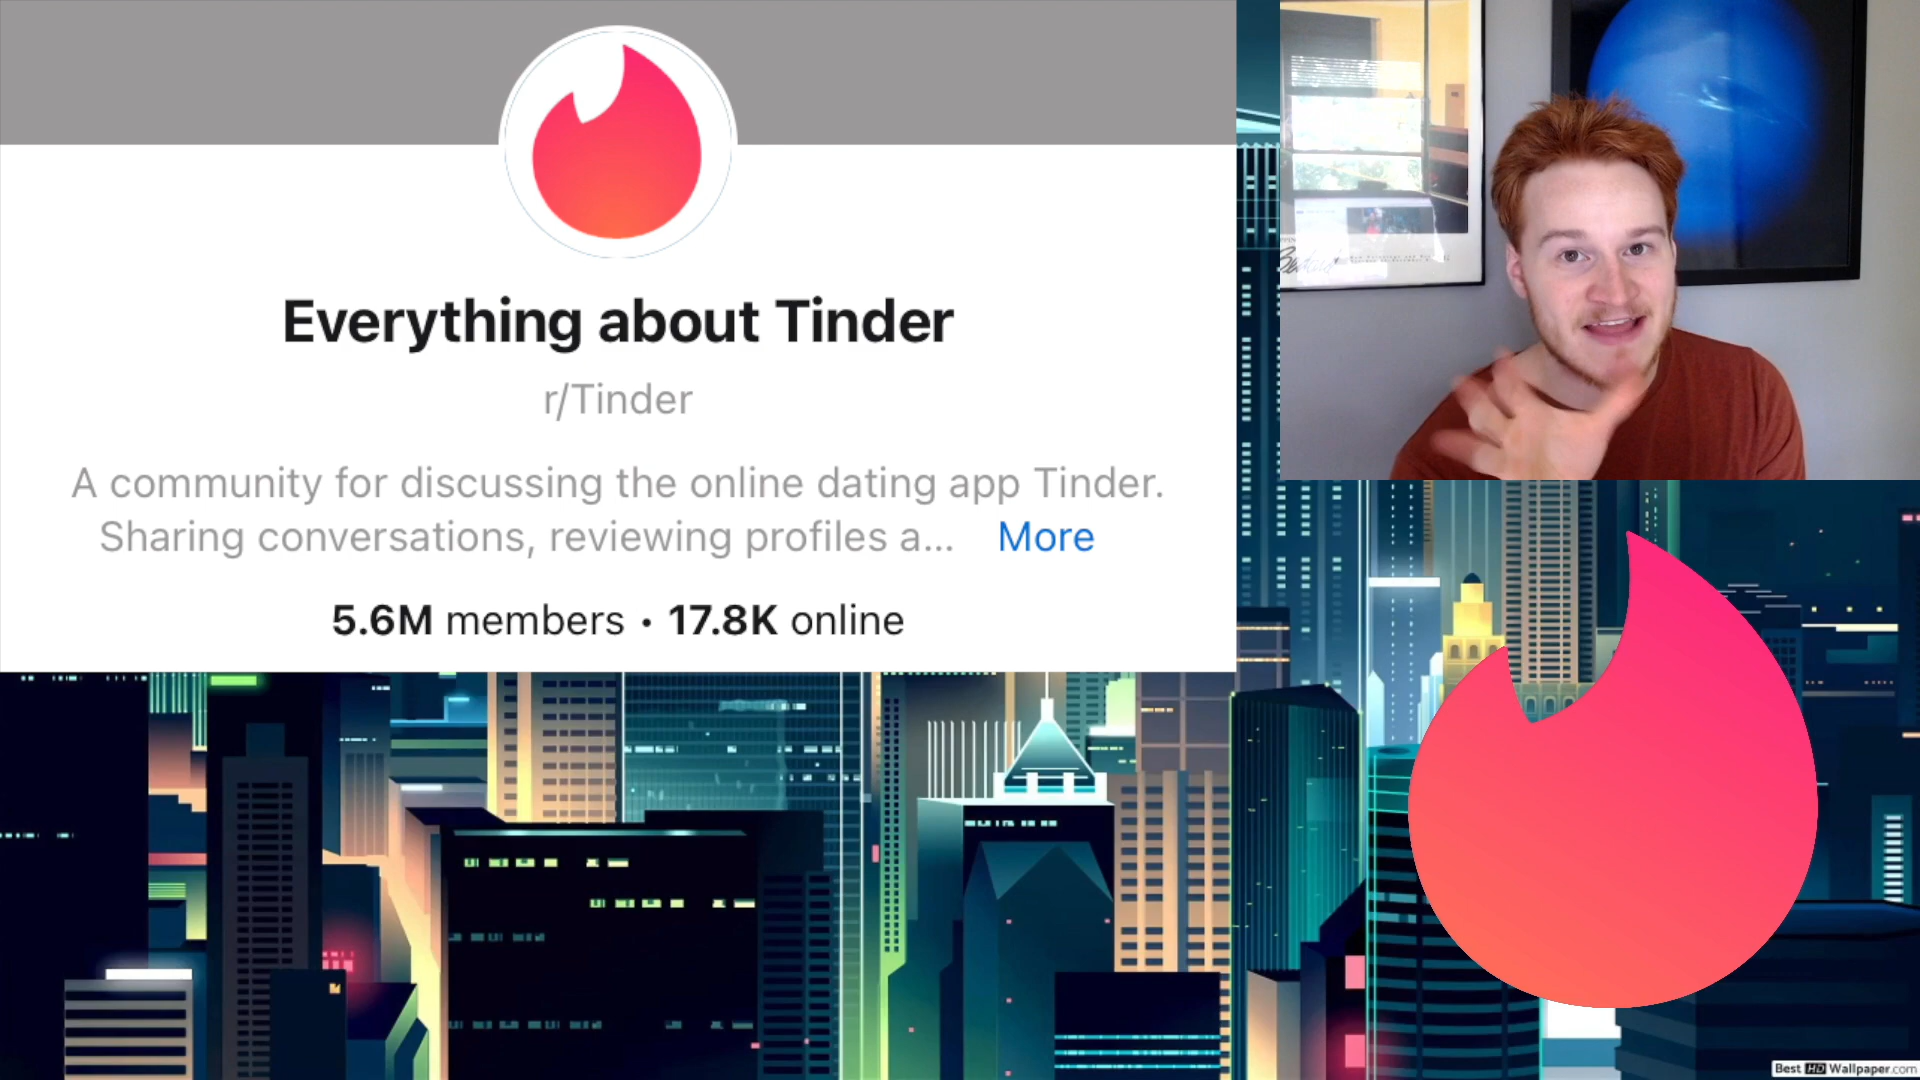 Everything about Tinder
r/Tinder
A community for discussing the online dating app Tinder.
Sharing conversations, reviewing profiles a... More
5.6M members • 17.8K online
Best HD Wallpaper.com